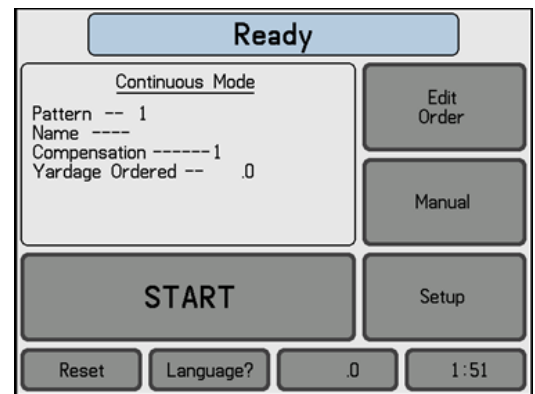 Ready
Continuous Mode
Pattern -- 1
Name ----
Compensation ------1
Yardage Ordered -- .0
Edit
Order
Manual
START
Setup
Reset
Language?
.0
1:51